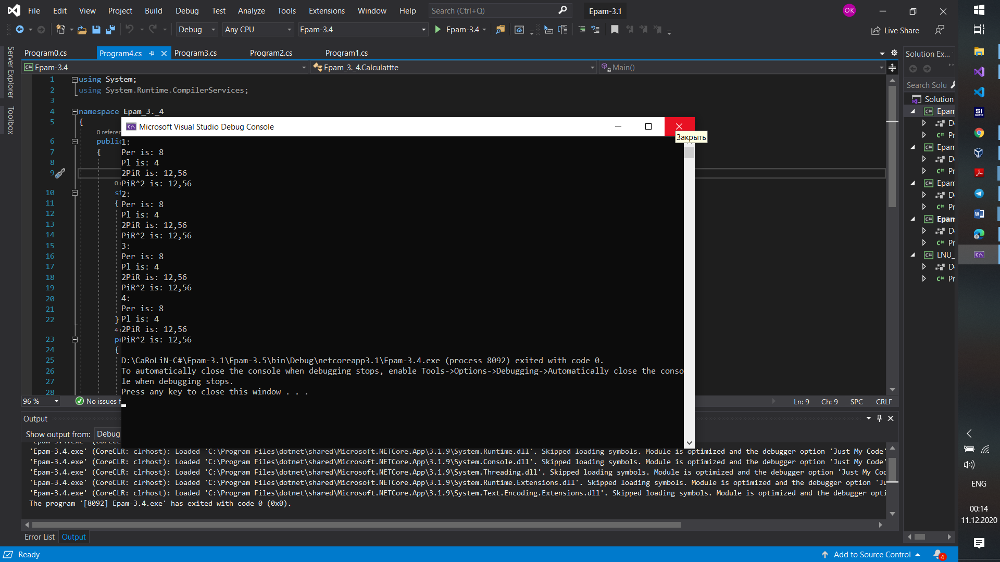 File Edit View Project Build Debug Test Analyze Tools Extensions Window Help Search (Ctrl+Q) Epam-3.1 OK
Debug Any CPU Epam-3.4 Epam-3.4 Live Share
Server Explorer
Toolbox
Program0.cs Program4.cs Program3.cs Program2.cs Program1.cs
Epam-3.4 Epam_3._4.Calculattte Main()
1 using System;
2 using System.Runtime.CompilerServices;
3
4 namespace Epam_3._4
5 {
0 referen
6 public
7 {
8
9
10
11 {
12
13
14
15
16
17
18
19
20
21
22 }
23
24 {
25
26
27
28
Microsoft Visual Studio Debug Console
Закрыть
1:
Per is: 8
Pl is: 4
2PiR is: 12,56
PiR^2 is: 12,56
2:
Per is: 8
Pl is: 4
2PiR is: 12,56
PiR^2 is: 12,56
3:
Per is: 8
Pl is: 4
2PiR is: 12,56
PiR^2 is: 12,56
4:
Per is: 8
Pl is: 4
2PiR is: 12,56
PiR^2 is: 12,56
D:\CaRoLiN-C#\Epam-3.1\Epam-3.5\bin\Debug\netcoreapp3.1\Epam-3.4.exe (process 8092) exited with code 0.
To automatically close the console when debugging stops, enable Tools->Options->Debugging->Automatically close the conso
le when debugging stops.
Press any key to close this window . . .
96 % No issues f Ln: 9 Ch: 9 SPC CRLF
Output
Show output from: Debug
'Epam-3.4.exe' (CoreCLR: clrhost): Loaded 'C:\Program Files\dotnet\shared\Microsoft.NETCore.App\3.1.9\System.Runtime.dll'. Skipped loading symbols. Module is optimized and the debugger option 'Just My Code'
'Epam-3.4.exe' (CoreCLR: clrhost): Loaded 'C:\Program Files\dotnet\shared\Microsoft.NETCore.App\3.1.9\System.Console.dll'. Skipped loading symbols. Module is optimized and the debugger option 'Just My Code'
'Epam-3.4.exe' (CoreCLR: clrhost): Loaded 'C:\Program Files\dotnet\shared\Microsoft.NETCore.App\3.1.9\System.Threading.dll'. Skipped loading symbols. Module is optimized and the debugger option 'Just My Cod
'Epam-3.4.exe' (CoreCLR: clrhost): Loaded 'C:\Program Files\dotnet\shared\Microsoft.NETCore.App\3.1.9\System.Runtime.Extensions.dll'. Skipped loading symbols. Module is optimized and the debugger option 'Ju
'Epam-3.4.exe' (CoreCLR: clrhost): Loaded 'C:\Program Files\dotnet\shared\Microsoft.NETCore.App\3.1.9\System.Text.Encoding.Extensions.dll'. Skipped loading symbols. Module is optimized and the debugger opti
The program '[8092] Epam-3.4.exe' has exited with code 0 (0x0).
Error List Output
Ready Add to Source Control 4
Solution Ex...
Search Solu
Solution
C# Epam
D
C# Pr
C# Epam
D
C# Pr
C# Epam
D
C# Pr
C# Epam
D
C# Pr
C# LNU_
D
C# Pr
SI
GAME
ENG
00:14
11.12.2020